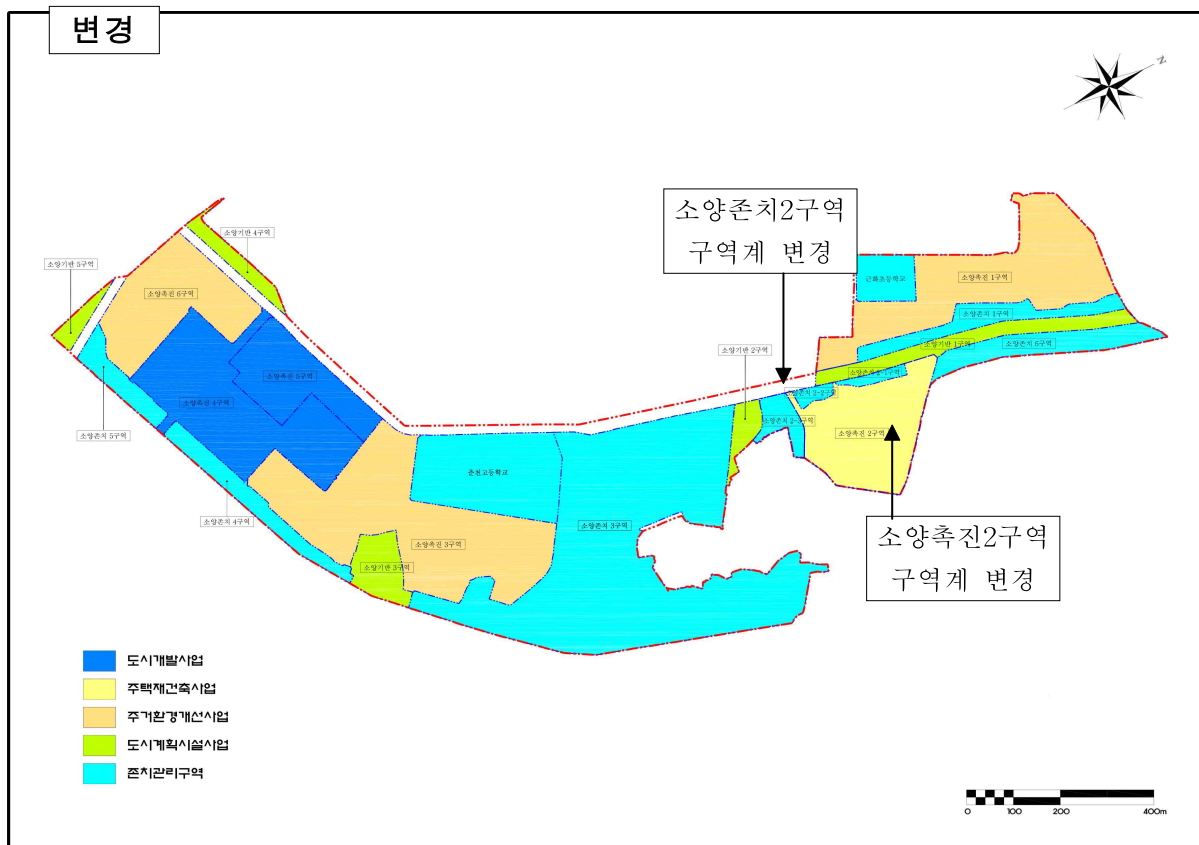 변경
N
소양존치2구역
구역계 변경
소양기반 4구역
소양기반 5구역
소양촉진 6구역
근화초등학교
소양촉진 1구역
소양존치 1구역
소양기반 1구역
소양존치 6구역
소양기반 2구역
소양촉진 5구역
소양촉진 4구역
소양존치 2-3구역
소양촉진 2구역
소양존치 5구역
춘천고등학교
소양존치 4구역
소양존치 3구역
소양촉진 3구역
소양기반 3구역
소양촉진2구역
구역계 변경
도시개발사업
주택재건축사업
주거환경개선사업
도시계획시설사업
존치관리구역
0 100 200 400m